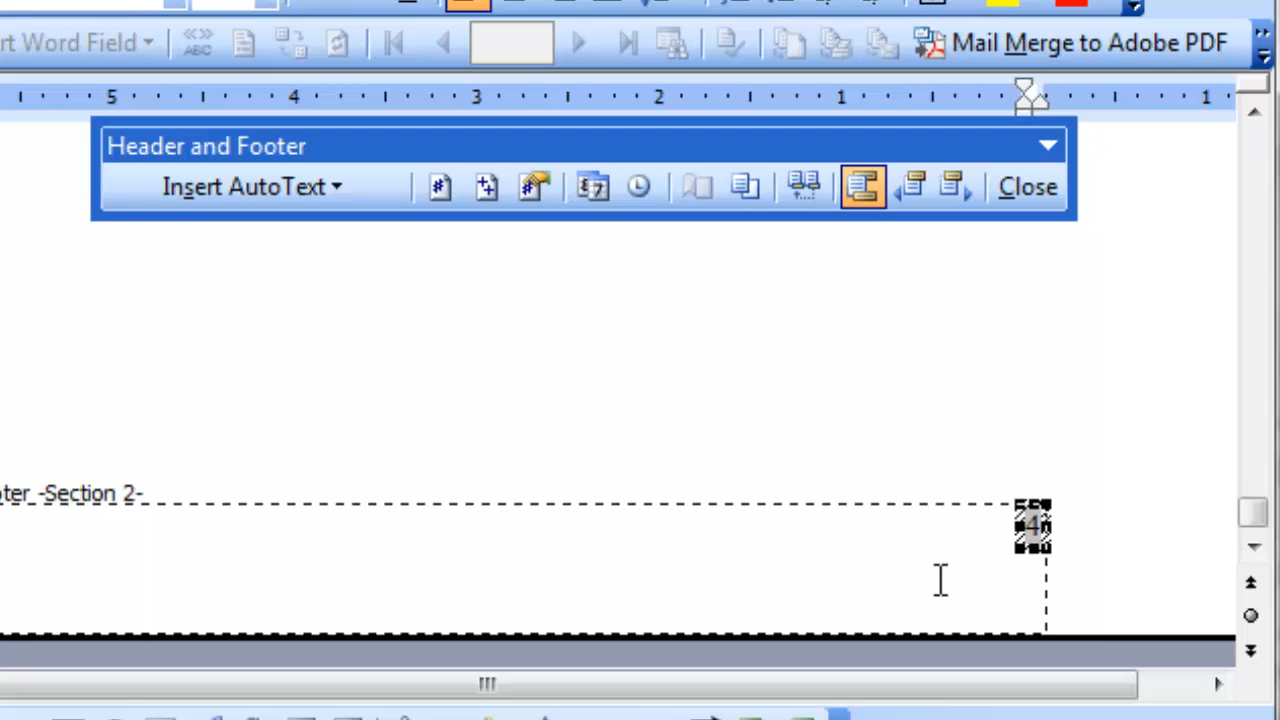 rt Word Field
Mail Merge to Adobe PDF
5 4 3 2 1 1
Header and Footer
Insert AutoText
Close
oter -Section 2-
4